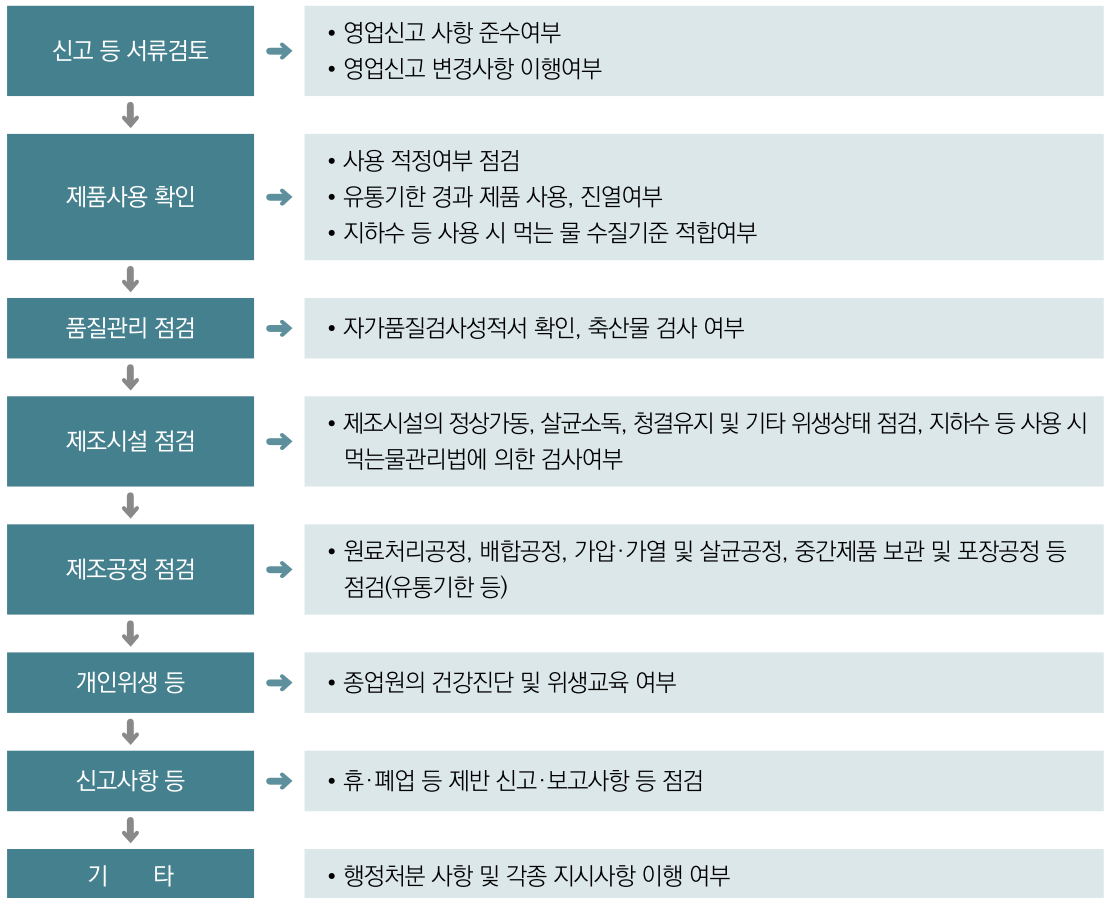 신고 등 서류검토
• 영업신고 사항 준수여부
• 영업신고 변경사항 이행여부
제품사용 확인
• 사용 적정여부 점검
• 유통기한 경과 제품 사용, 진열여부
• 지하수 등 사용 시 먹는 물 수질기준 적합여부
품질관리 점검
• 자가품질검사성적서 확인, 축산물 검사 여부
제조시설 점검
• 제조시설의 정상가동, 살균소독, 청결유지 및 기타 위생상태 점검, 지하수 등 사용 시
먹는물관리법에 의한 검사여부
제조공정 점검
• 원료처리공정, 배합공정, 가압·가열 및 살균공정, 중간제품 보관 및 포장공정 등
점검(유통기한 등)
개인위생 등
• 종업원의 건강진단 및 위생교육 여부
신고사항 등
• 휴·폐업 등 제반 신고·보고사항 등 점검
기 타
• 행정처분 사항 및 각종 지시사항 이행 여부